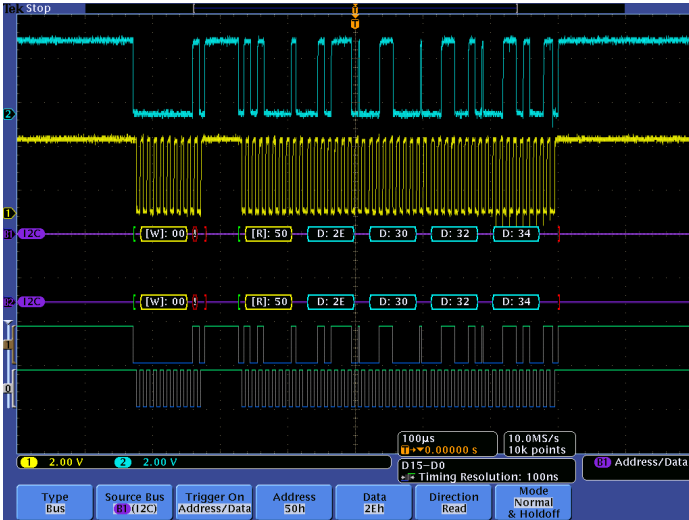 Tek Stop
T
T
2
1
B1 I2C [W]: 00 ! [R]: 50 D: 2E D: 30 D: 32 D: 34
B2 I2C [W]: 00 ! [R]: 50 D: 2E D: 30 D: 32 D: 34
1
0
100µs
T→▼0.00000 s
10.0MS/s
10k points
1 2.00 V 2 2.00 V
D15-D0
Timing Resolution: 100ns
B1 Address/Data
Type
Bus
Source Bus
B1(I2C)
Trigger On
Address/Data
Address
50h
Data
2Eh
Direction
Read
Mode
Normal
& Holdoff